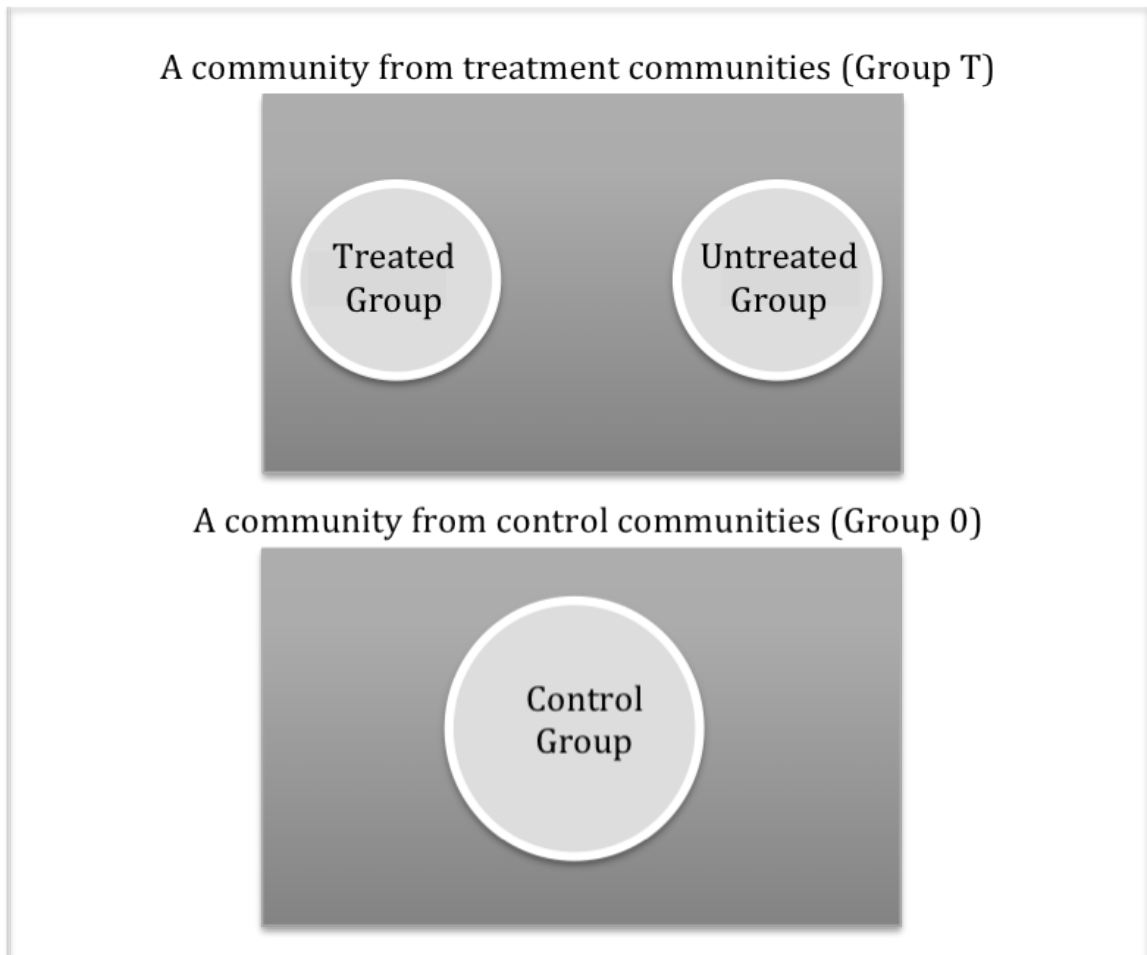 A community from treatment communities (Group T)
Treated
Group
Untreated
Group
A community from control communities (Group 0)
Control
Group